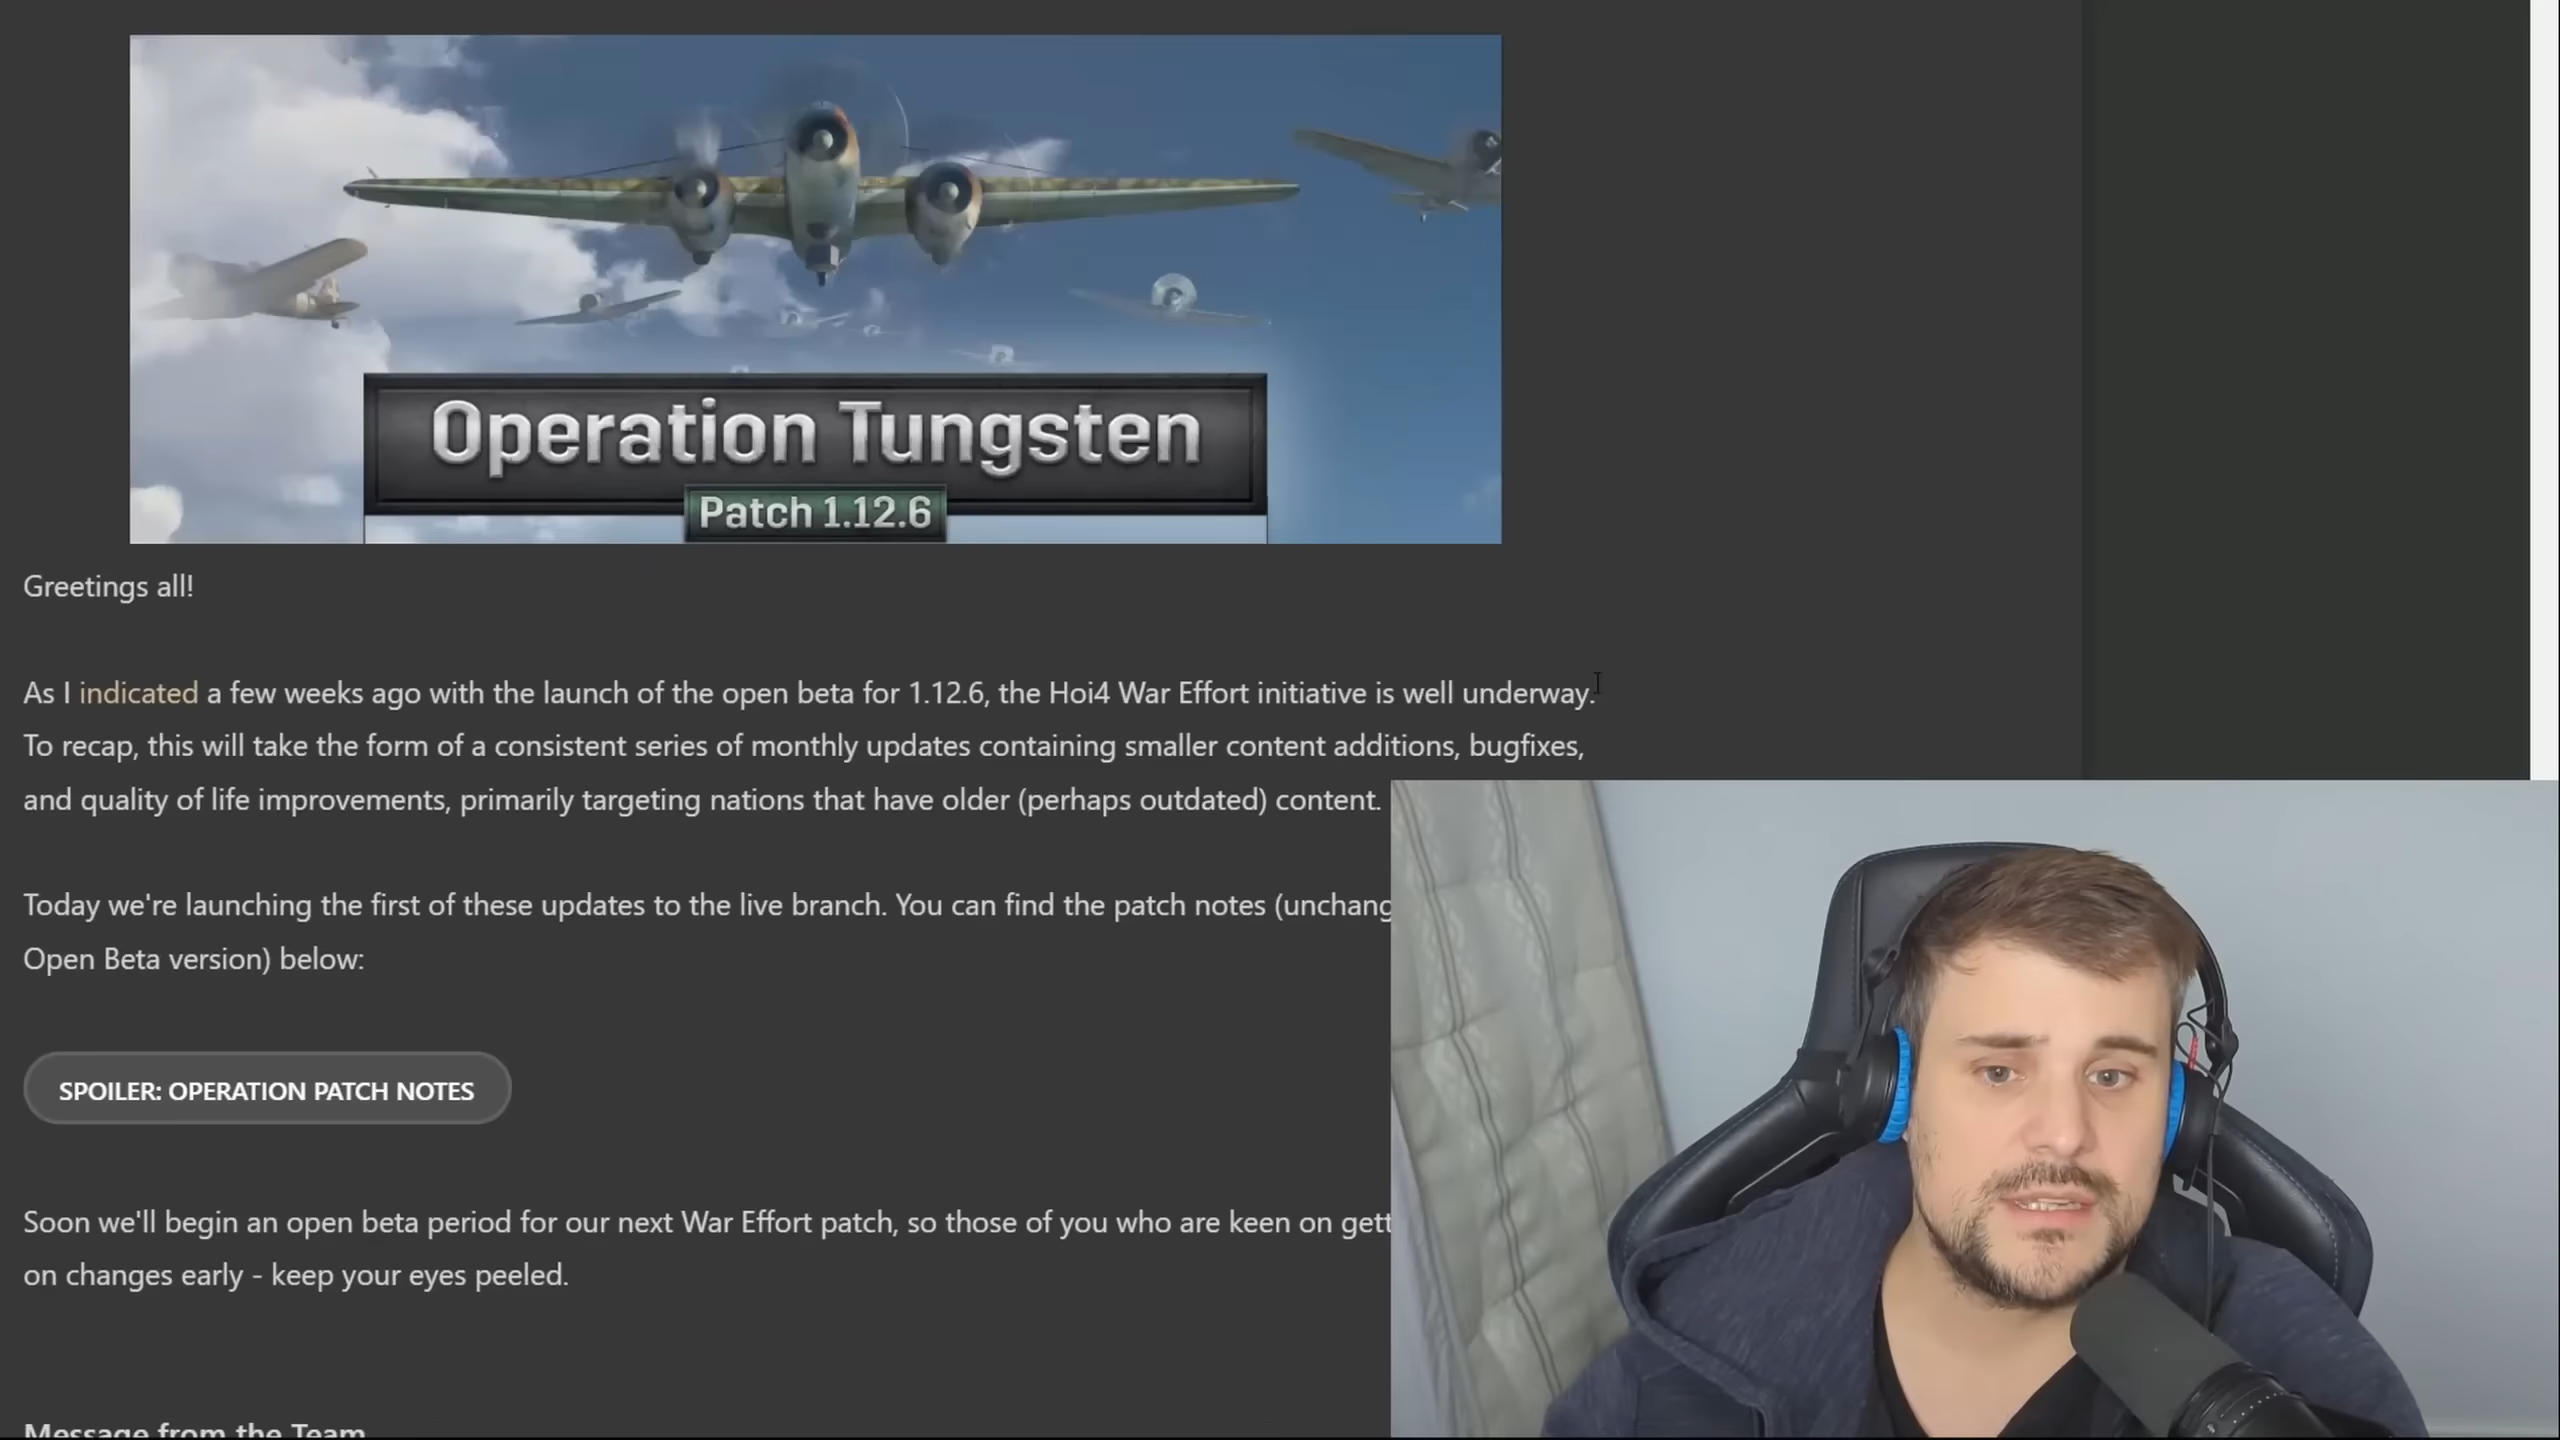 Operation Tungsten
Patch 1.12.6
Greetings all!
As I indicated a few weeks ago with the launch of the open beta for 1.12.6, the Hoi4 War Effort initiative is well underway.
To recap, this will take the form of a consistent series of monthly updates containing smaller content additions, bugfixes,
and quality of life improvements, primarily targeting nations that have older (perhaps outdated) content.
Today we're launching the first of these updates to the live branch. You can find the patch notes (unchang
Open Beta version) below:
SPOILER: OPERATION PATCH NOTES
Soon we'll begin an open beta period for our next War Effort patch, so those of you who are keen on gett
on changes early - keep your eyes peeled.
Message from the Team